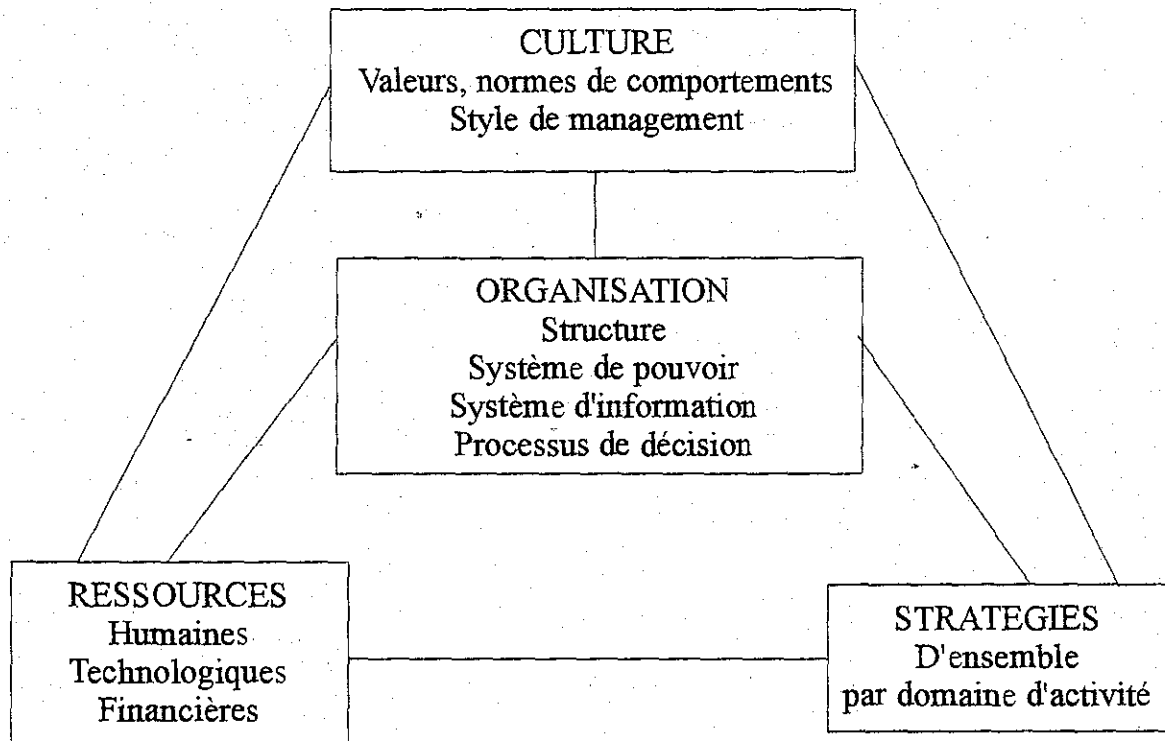 CULTURE
Valeurs, normes de comportements
Style de management
ORGANISATION
Structure
Système de pouvoir
Système d'information
Processus de décision
RESSOURCES
Humaines
Technologiques
Financières
STRATEGIES
D'ensemble
par domaine d'activité